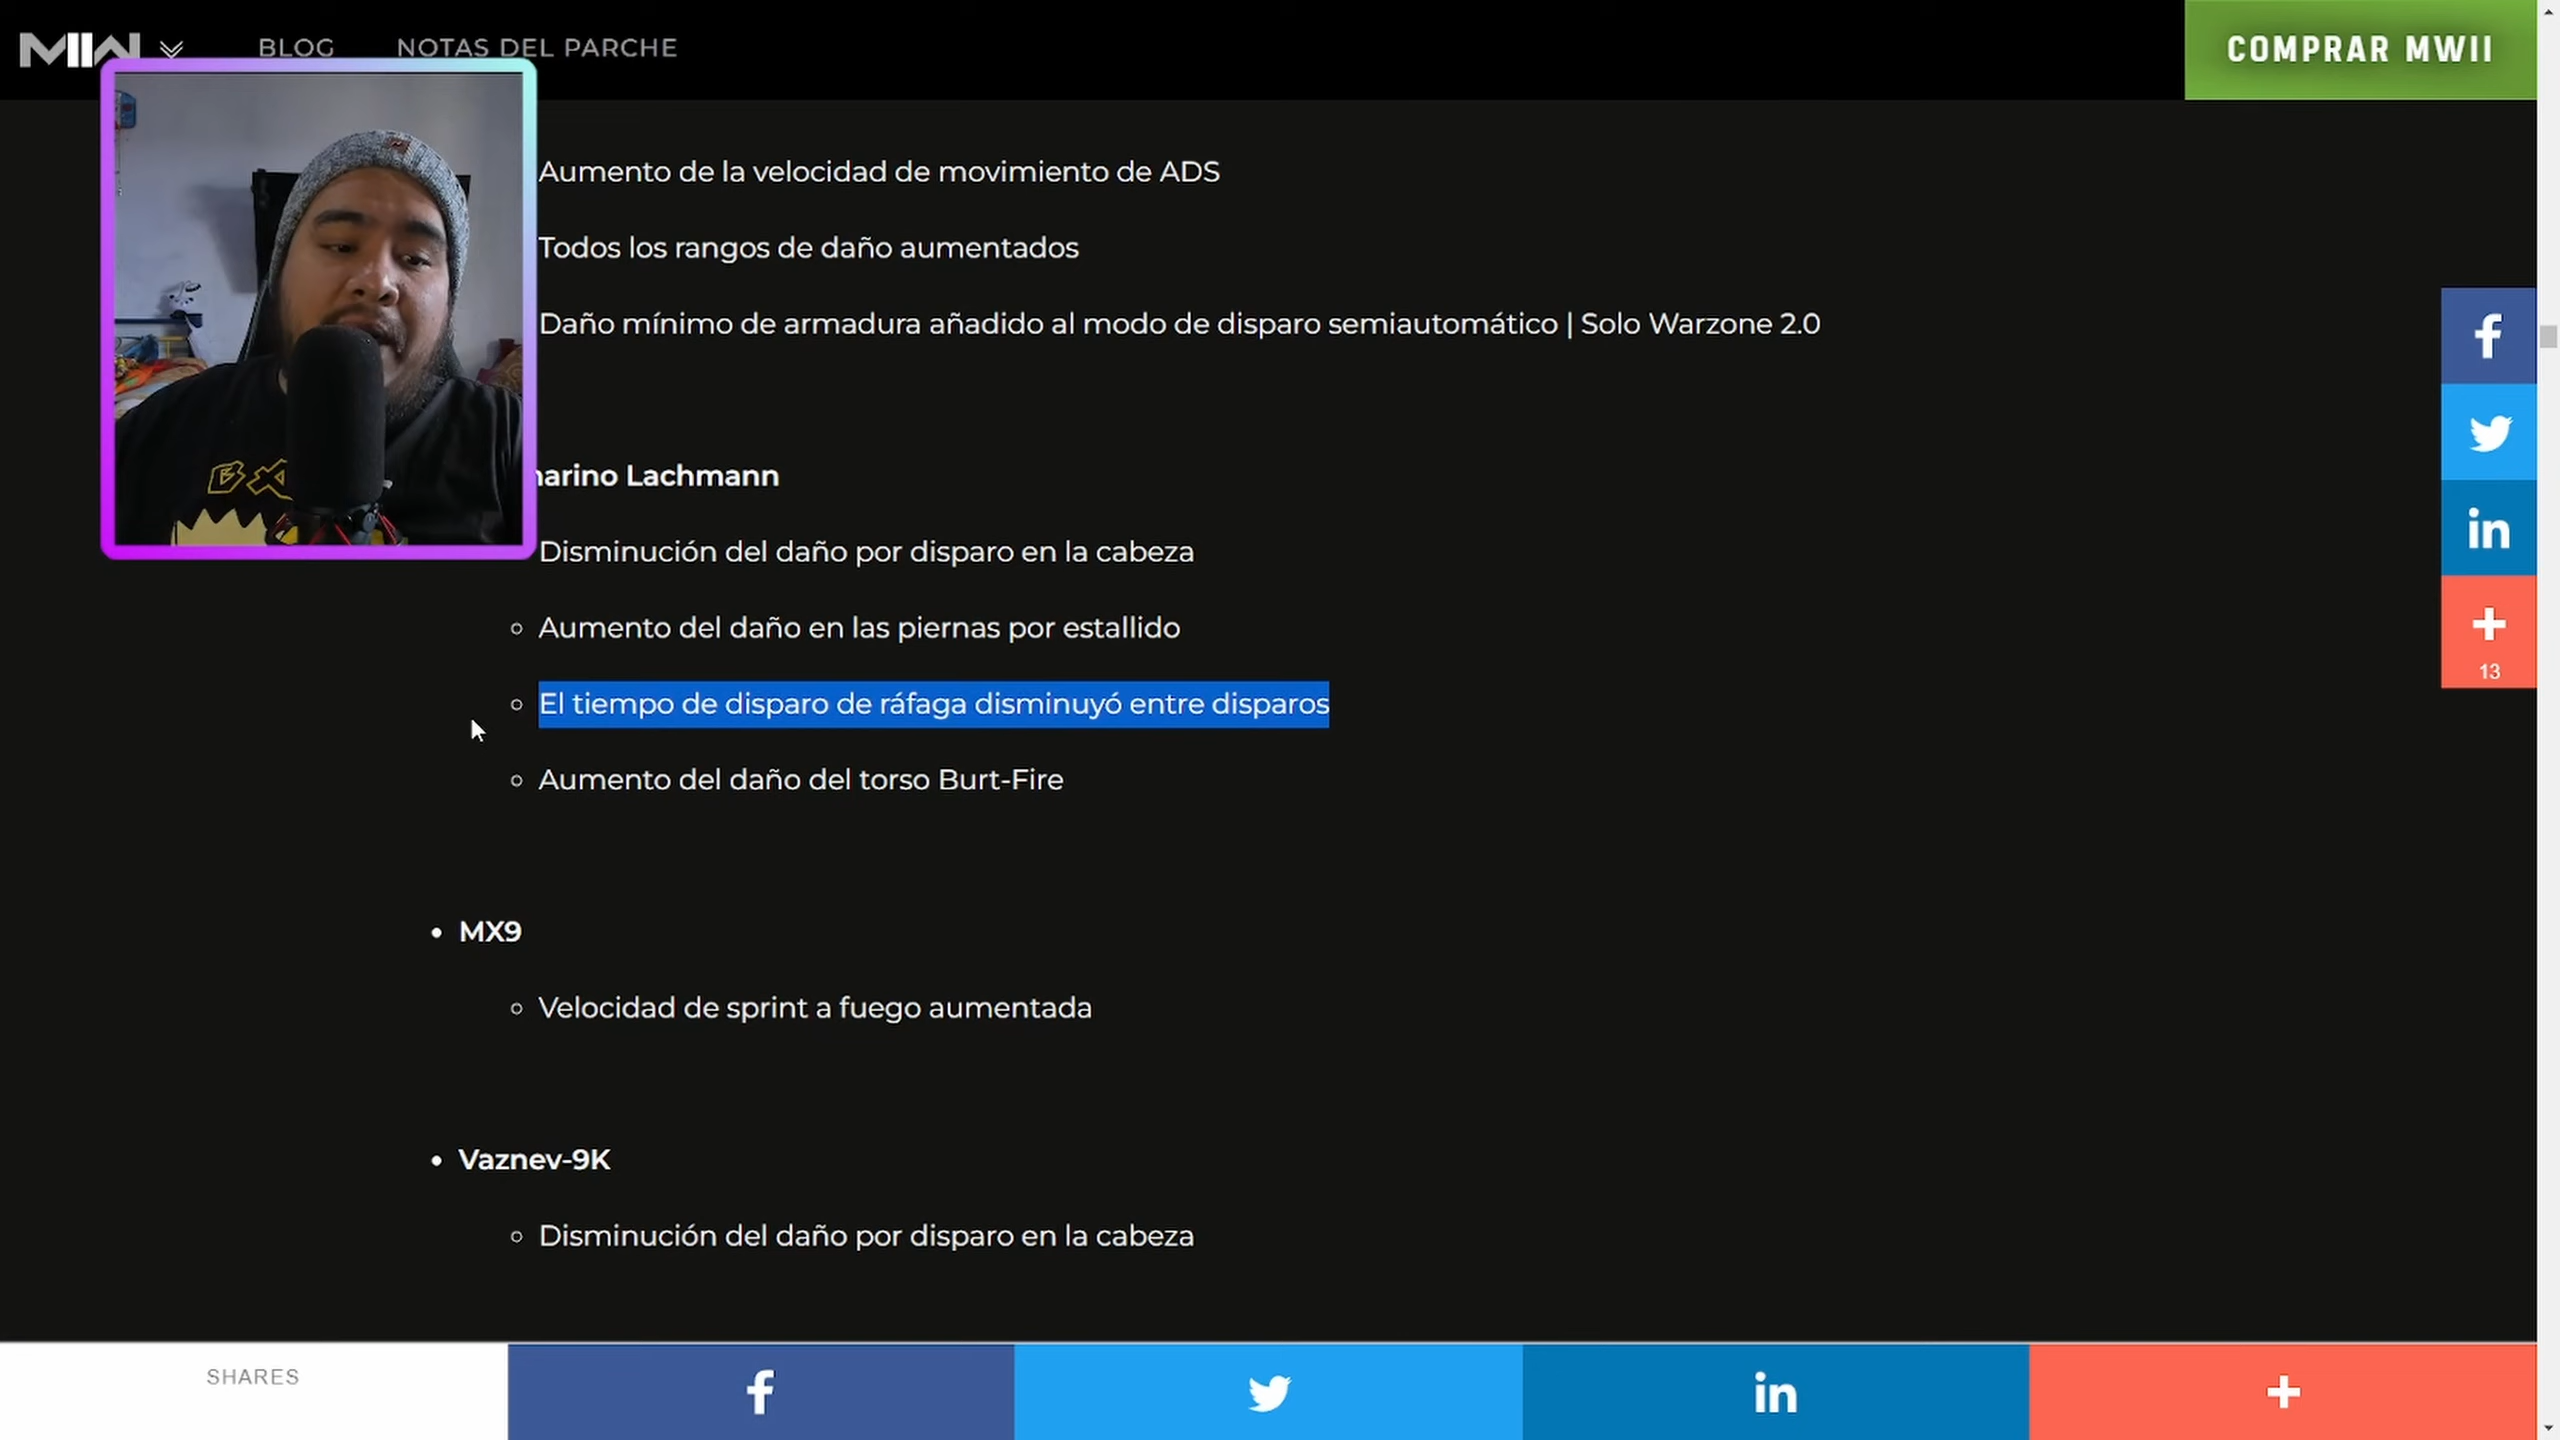 MW
BLOG
NOTAS DEL PARCHE
COMPRAR MWII
Aumento de la velocidad de movimiento de ADS
Todos los rangos de daño aumentados
Daño mínimo de armadura añadido al modo de disparo semiautomático | Solo Warzone 2.0
marino Lachmann
Disminución del daño por disparo en la cabeza
Aumento del daño en las piernas por estallido
El tiempo de disparo de ráfaga disminuyó entre disparos
Aumento del daño del torso Burt-Fire
MX9
Velocidad de sprint a fuego aumentada
Vaznev-9K
Disminución del daño por disparo en la cabeza
13
SHARES